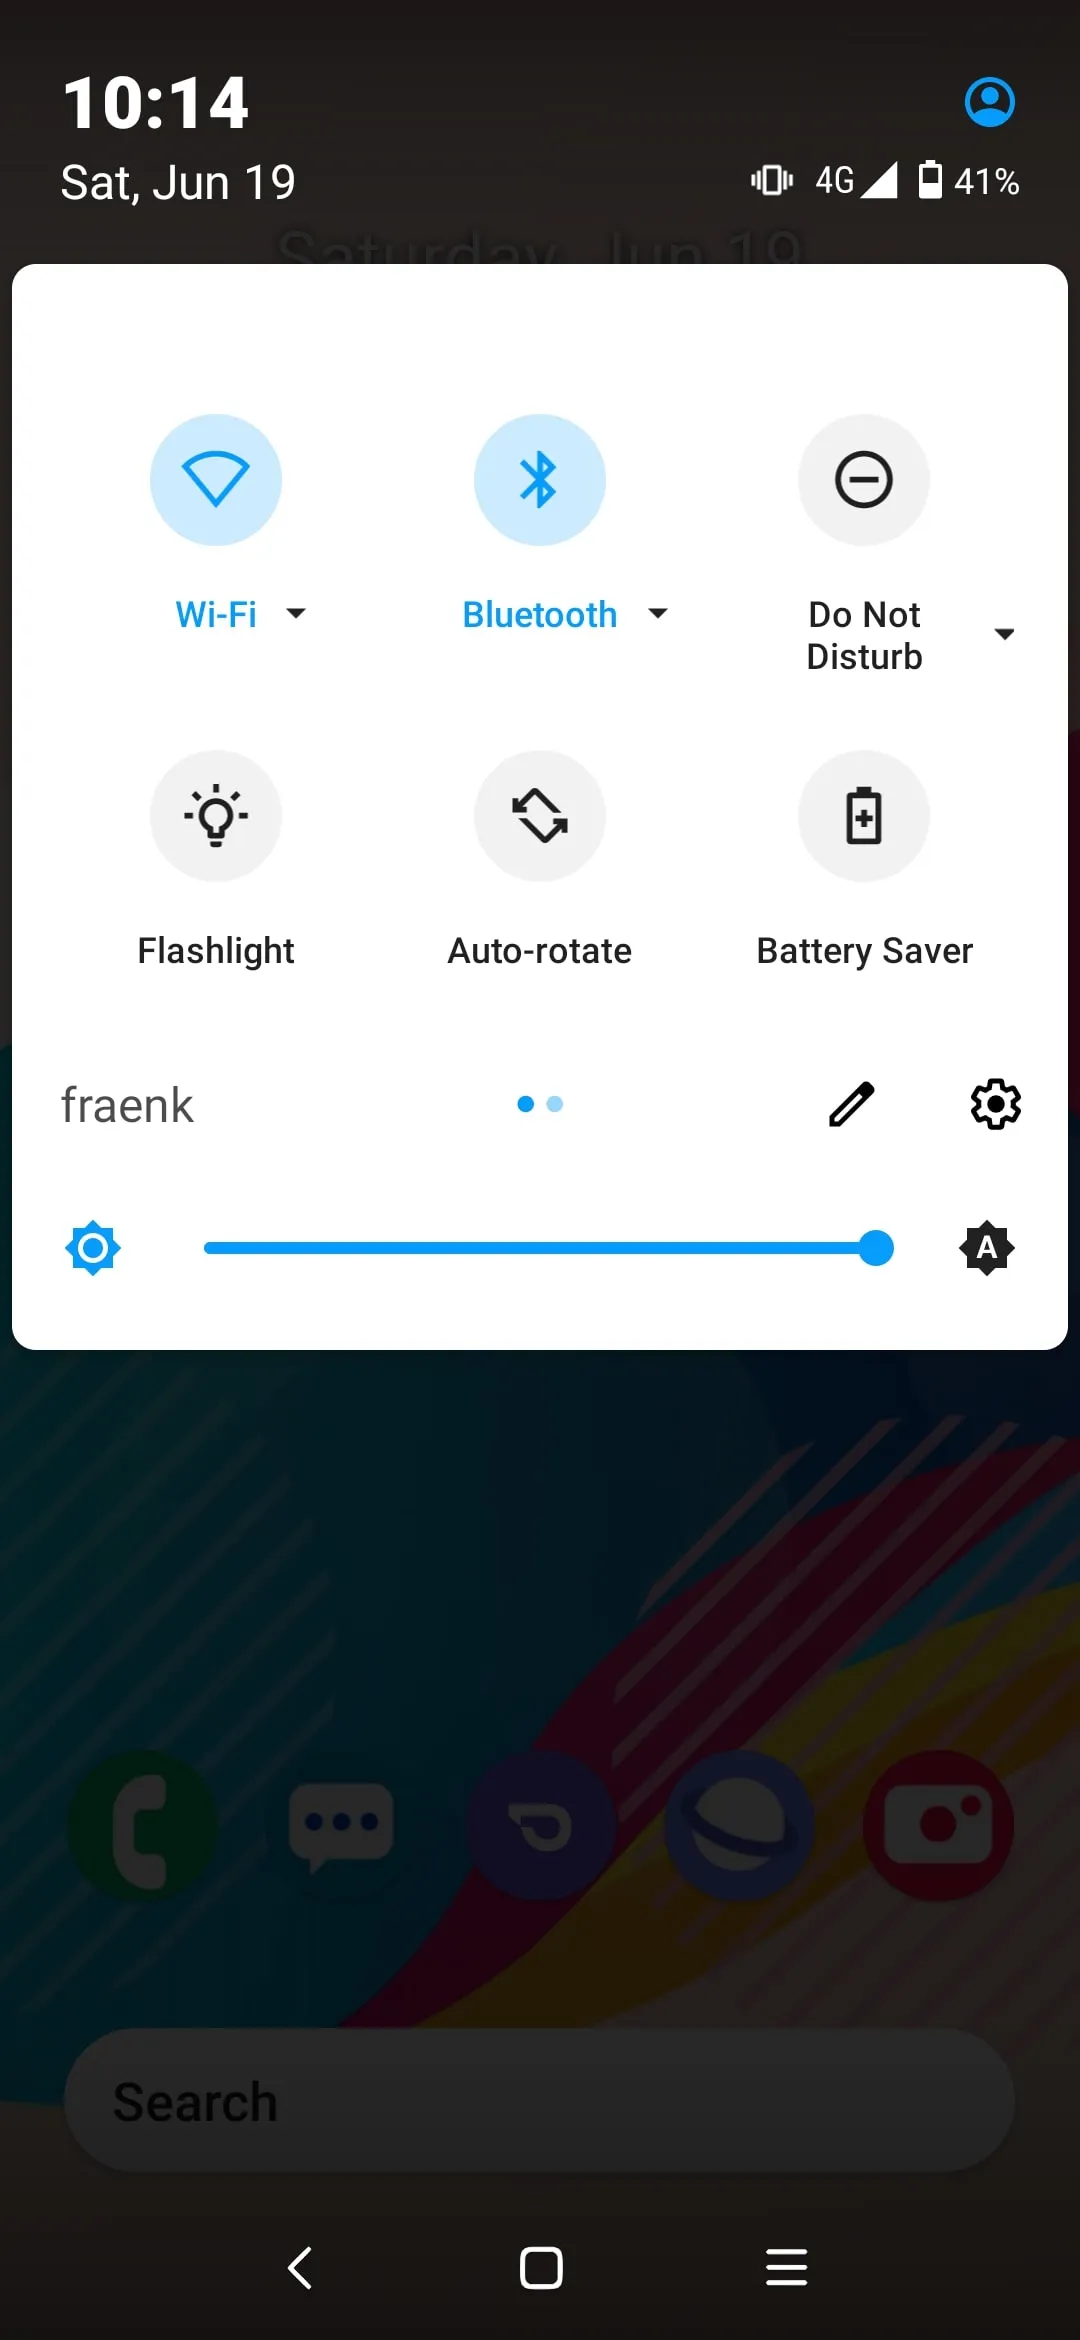 10:14
Sat, Jun 19
4G 41%
Saturday, Jun 19
Wi-Fi
Bluetooth
Do Not
Disturb
Flashlight
Auto-rotate
Battery Saver
fraenk
A
Search